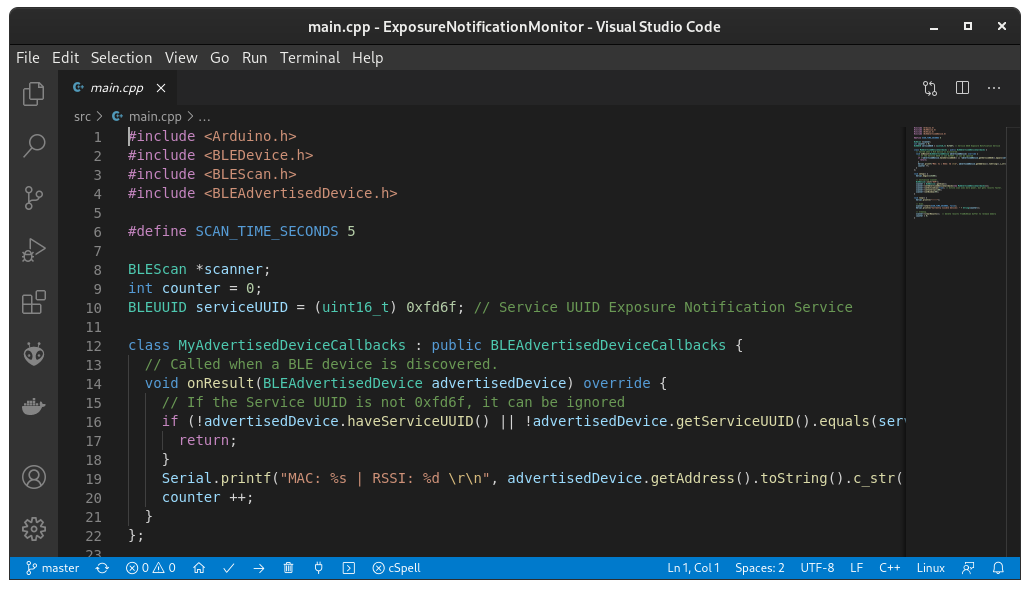 main.cpp - ExposureNotificationMonitor - Visual Studio Code
File Edit Selection View Go Run Terminal Help
main.cpp
src > main.cpp > ...
1 #include <Arduino.h>
2 #include <BLEDevice.h>
3 #include <BLEScan.h>
4 #include <BLEAdvertisedDevice.h>
5
6 #define SCAN_TIME_SECONDS 5
7
8 BLEScan *scanner;
9 int counter = 0;
10 BLEUUID serviceUUID = (uint16_t) 0xfd6f; // Service UUID Exposure Notification Service
11
12 class MyAdvertisedDeviceCallbacks : public BLEAdvertisedDeviceCallbacks {
13   // Called when a BLE device is discovered.
14   void onResult(BLEAdvertisedDevice advertisedDevice) override {
15     // If the Service UUID is not 0xfd6f, it can be ignored
16     if (!advertisedDevice.haveServiceUUID() || !advertisedDevice.getServiceUUID().equals(ser
17       return;
18     }
19     Serial.printf("MAC: %s | RSSI: %d \r\n", advertisedDevice.getAddress().toString().c_str(
20     counter ++;
21   }
22 };
23
master 0 0 cSpell Ln 1, Col 1 Spaces: 2 UTF-8 LF C++ Linux